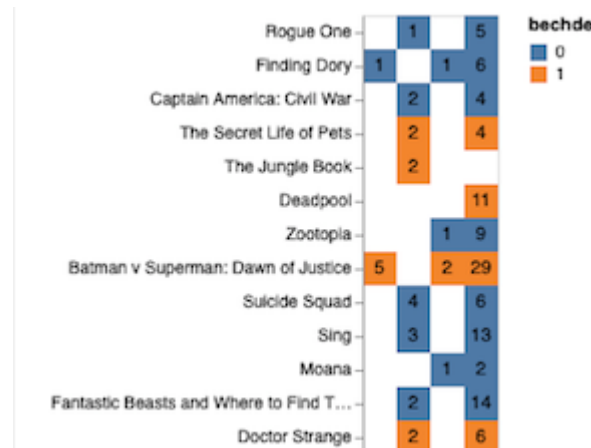 Rogue One 1 5
Finding Dory 1 1 6
Captain America: Civil War 2 4
The Secret Life of Pets 2 4
The Jungle Book 2
Deadpool 11
Zootopia 1 9
Batman v Superman: Dawn of Justice 5 2 29
Suicide Squad 4 6
Sing 3 13
Moana 1 2
Fantastic Beasts and Where to Find T… 2 14
Doctor Strange 2 6
bechde
0
1